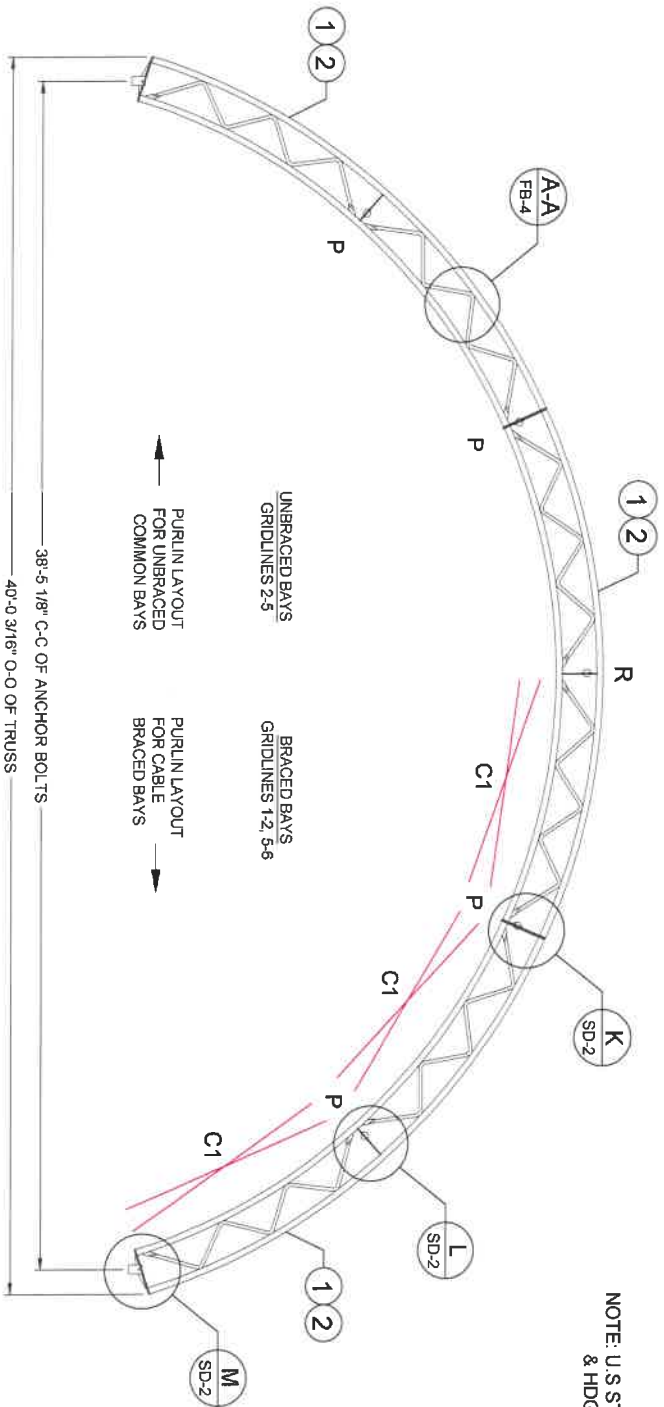 NOTE: U.S ST
& HDG
1 2
R
A-A
FB-4
K
SD-2
1 2
P
P
P
C1
C1
L
SD-2
P
C1
UNBRACED BAYS
GRIDLINES 2-5
BRACED BAYS
GRIDLINES 1-2, 5-6
PURLIN LAYOUT
FOR UNBRACED
COMMON BAYS
PURLIN LAYOUT
FOR CABLE
BRACED BAYS
1 2
M
SD-2
38'-5 1/8" C-C OF ANCHOR BOLTS
40'-0 3/16" O-O OF TRUSS